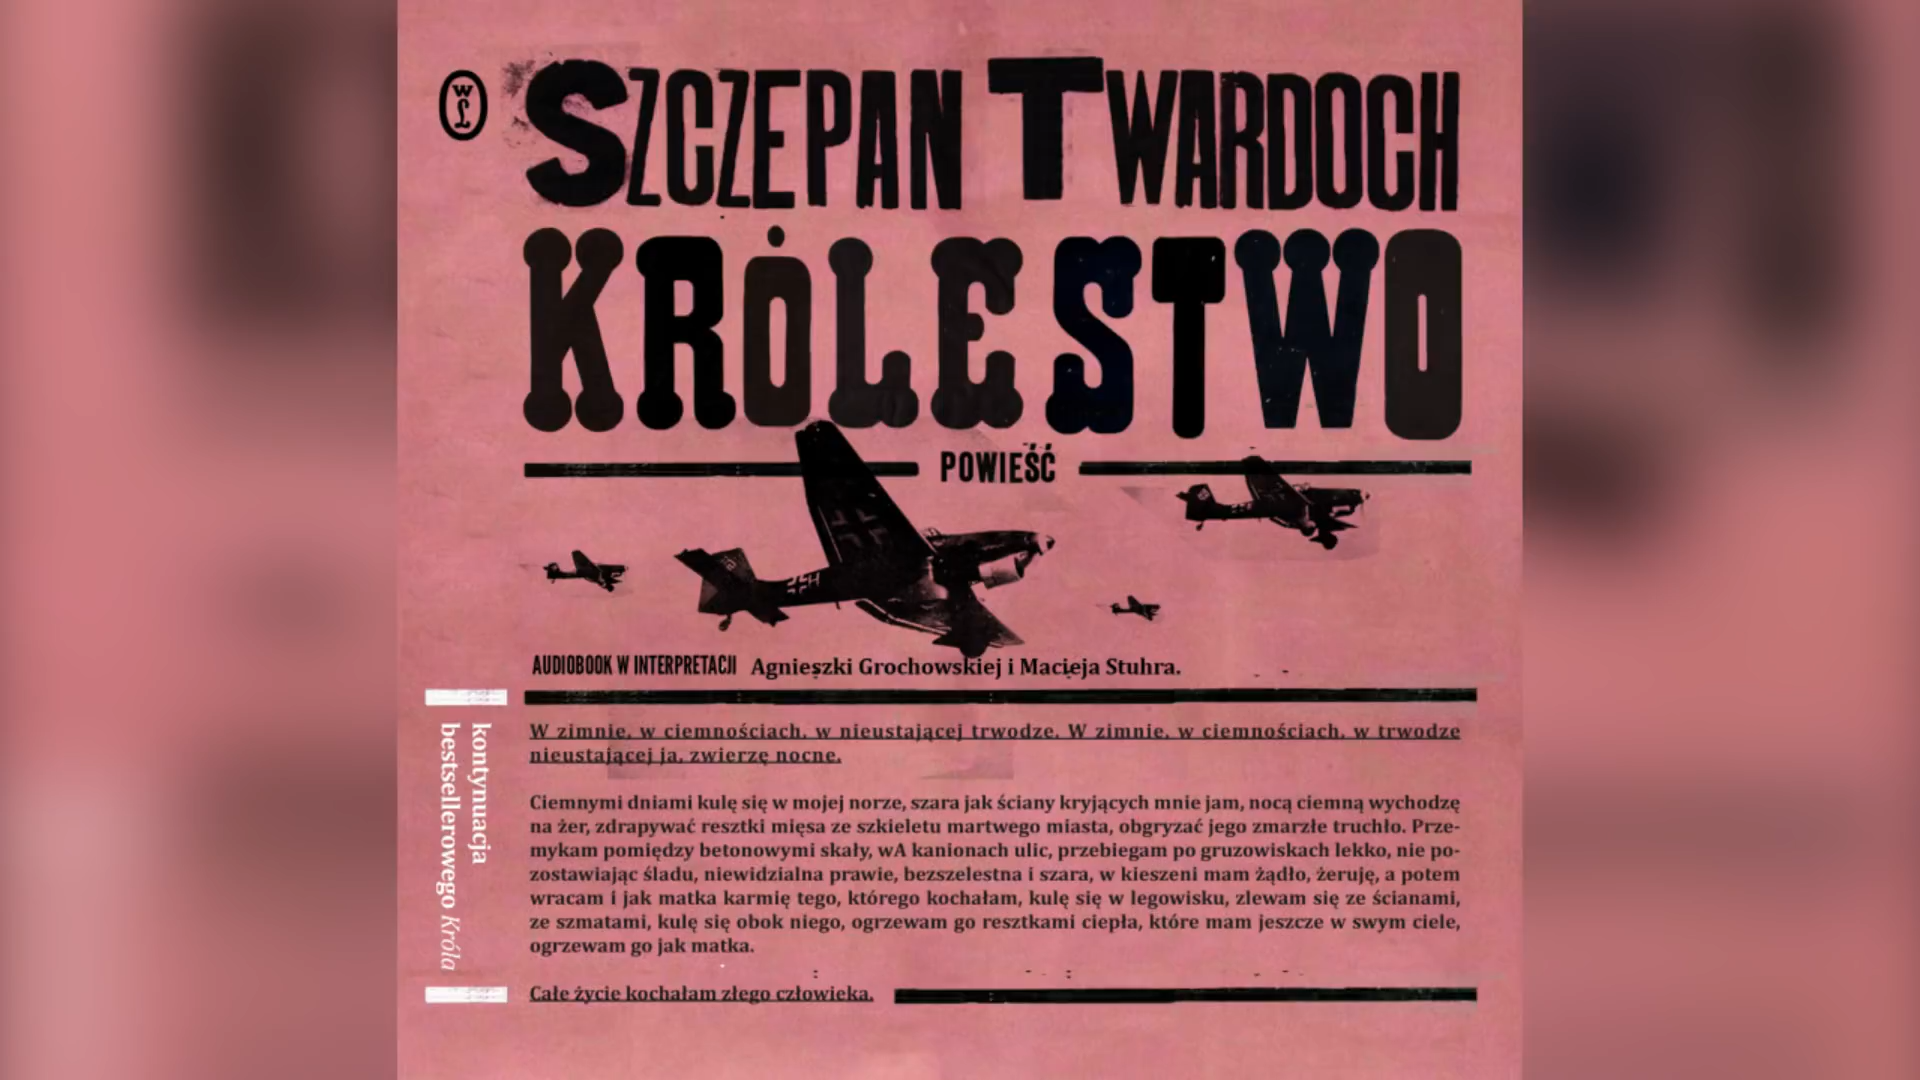 WL
SZCZEPAN TWARDOCH
KRÓLESTWO
POWIEŚĆ
AUDIOBOOK W INTERPRETACJI Agnieszki Grochowskiej i Macieja Stuhra.
kontynuacja
bestsellerowego Króla
W zimnie, w ciemnościach, w nieustającej trwodze. W zimnie, w ciemnościach, w trwodze
nieustającej ja, zwierzę nocne.
Ciemnymi dniami kulę się w mojej norze, szara jak ściany kryjących mnie jam, nocą ciemną wychodzę
na żer, zdrapywać resztki mięsa ze szkieletu martwego miasta, obgryzać jego zmarzłe truchło. Prze-
mykam pomiędzy betonowymi skały, wA kanionach ulic, przebiegam po gruzowiskach lekko, nie po-
zostawiając śladu, niewidzialna prawie, bezszelestna i szara, w kieszeni mam żądło, żeruję, a potem
wracam i jak matka karmię tego, którego kochałam, kulę się w legowisku, zlewam się ze ścianami,
ze szmatami, kulę się obok niego, ogrzewam go resztkami ciepła, które mam jeszcze w swym ciele,
ogrzewam go jak matka.
Całe życie kochałam złego człowieka.